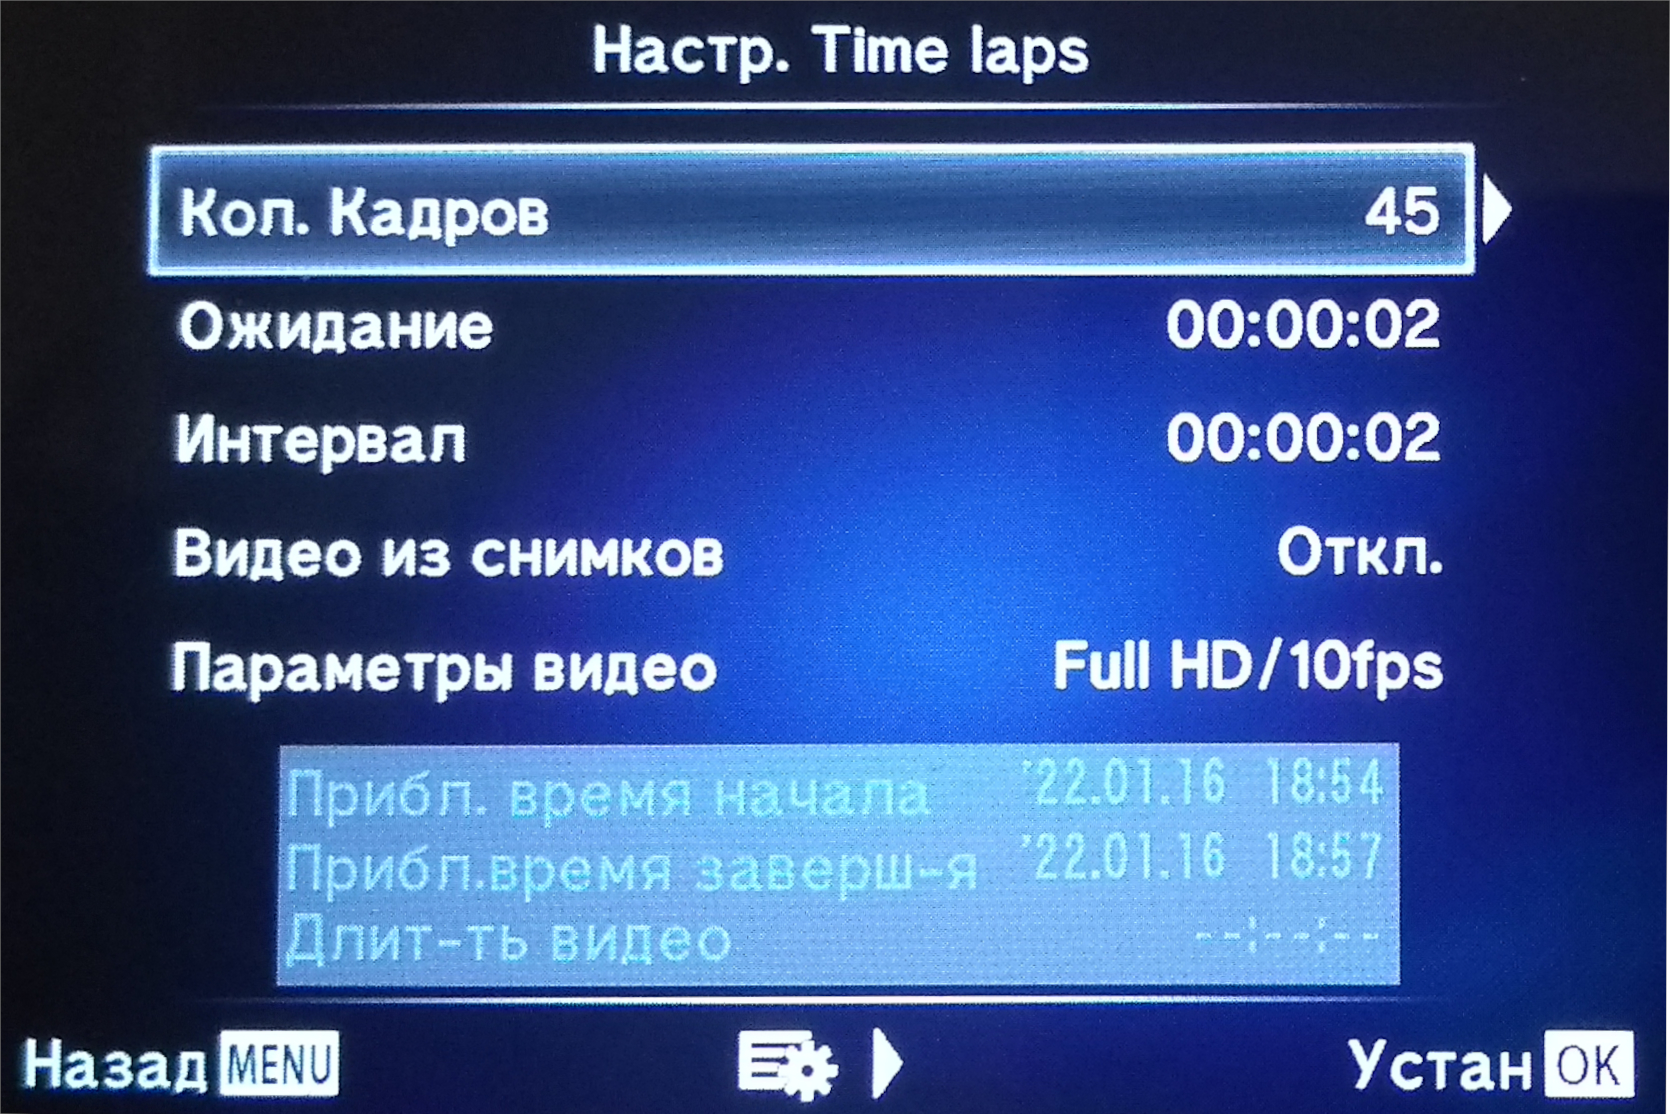 Настр. Time laps
Кол. Кадров 45
Ожидание 00:00:02
Интервал 00:00:02
Видео из снимков Откл.
Параметры видео Full HD/10fps
Прибл. время начала '22.01.16 18:54
Прибл.время заверш-я '22.01.16 18:57
Длит-ть видео --:--:--
Назад MENU Устан OK